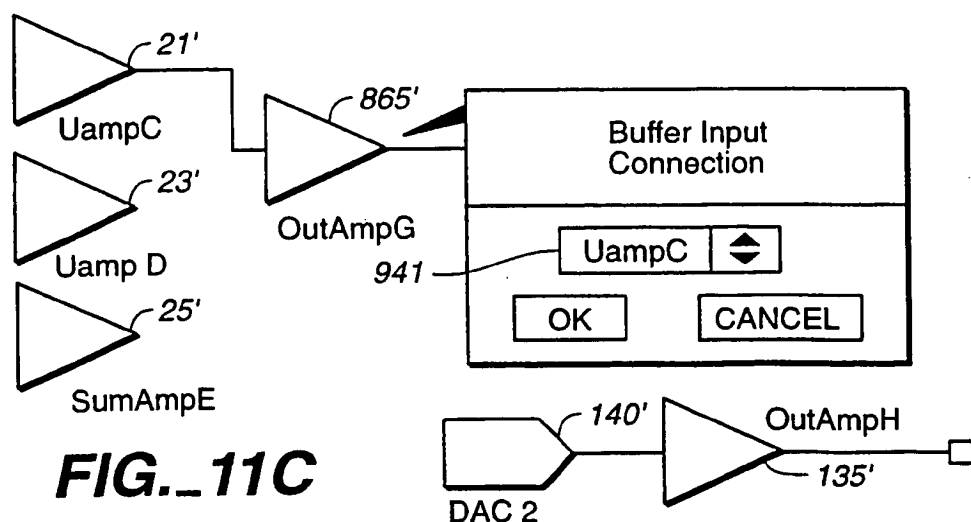 21'
UampC
865'
OutAmpG
Buffer Input
Connection
23'
Uamp D
941
UampC
OK
CANCEL
25'
SumAmpE
140'
DAC 2
OutAmpH
135'
FIG._11C